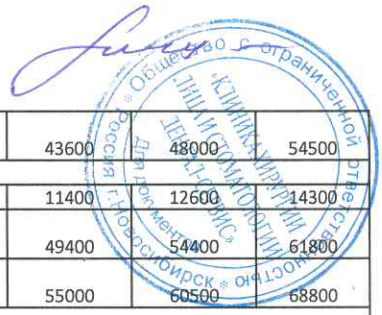 Общество с ограниченной ответственностью
Россия * г.Новосибирск *
«КЛИНИКА ХИРУРГИИ
ЛИЦА И СТОМАТОЛОГИИ
ДЕНТАЛ-СЕРВИС»
Для документов
43600 48000 54500
11400 12600 14300
49400 54400 61800
55000 60500 68800